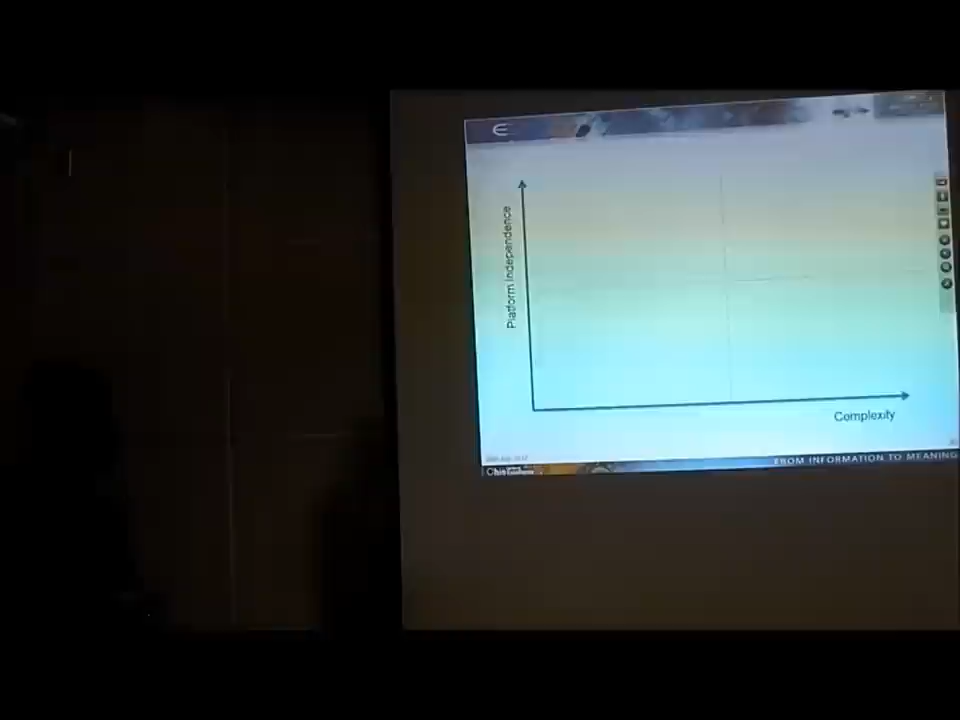 Platform Independence
Complexity
FROM INFORMATION TO MEANING